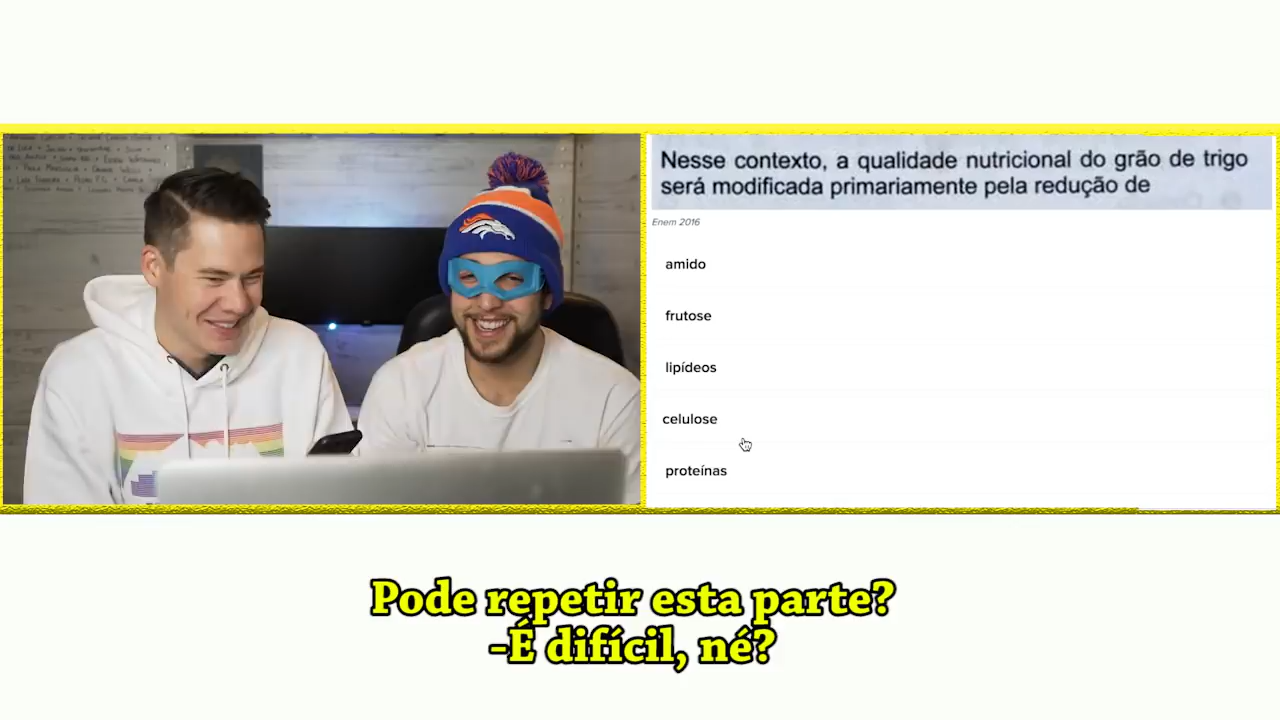 Nesse contexto, a qualidade nutricional do grão de trigo
será modificada primariamente pela redução de
Enem 2016
amido
frutose
lipídeos
celulose
proteínas
Pode repetir esta parte?
-É difícil, né?